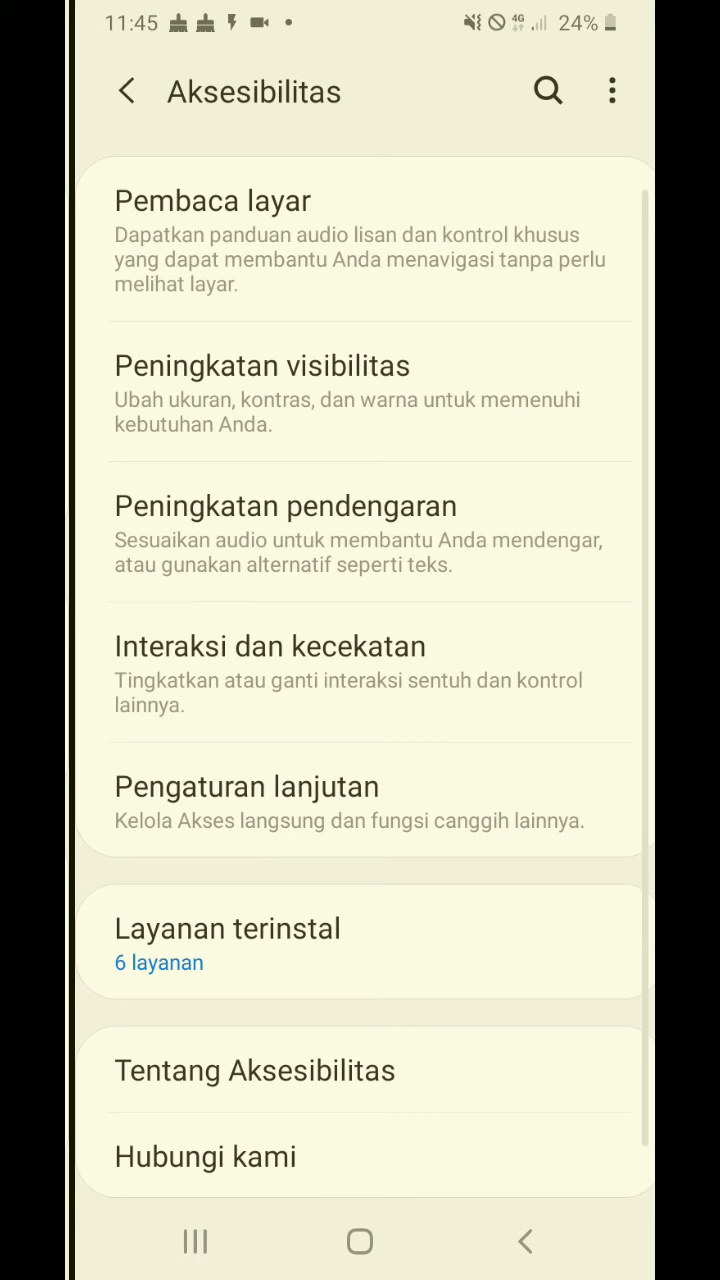 11:45 4G 24%
Aksesibilitas
Pembaca layar
Dapatkan panduan audio lisan dan kontrol khusus
yang dapat membantu Anda menavigasi tanpa perlu
melihat layar.
Peningkatan visibilitas
Ubah ukuran, kontras, dan warna untuk memenuhi
kebutuhan Anda.
Peningkatan pendengaran
Sesuaikan audio untuk membantu Anda mendengar,
atau gunakan alternatif seperti teks.
Interaksi dan kecekatan
Tingkatkan atau ganti interaksi sentuh dan kontrol
lainnya.
Pengaturan lanjutan
Kelola Akses langsung dan fungsi canggih lainnya.
Layanan terinstal
6 layanan
Tentang Aksesibilitas
Hubungi kami